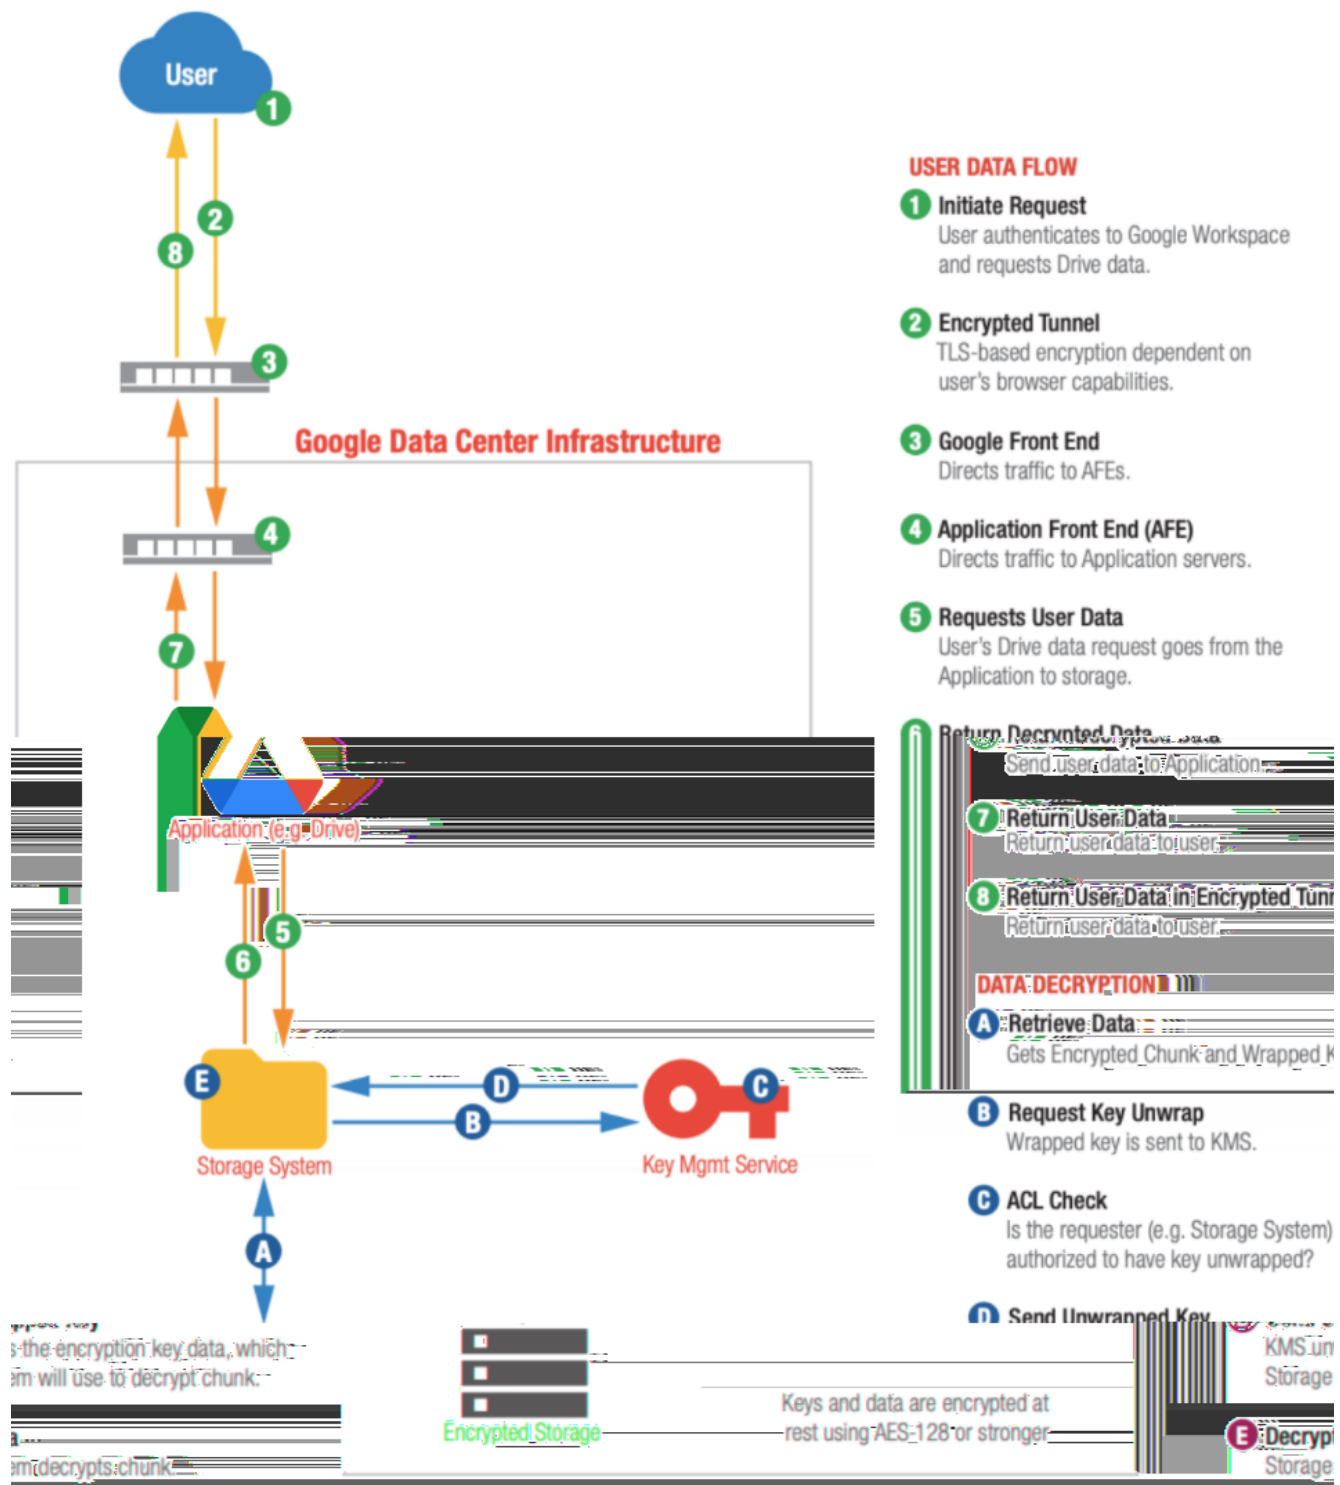 User
1
2
8
3
Google Data Center Infrastructure
4
7
Application (e.g. Drive)
5
6
E
Storage System
D
B
C
Key Mgmt Service
A
Encrypted Storage
Keys and data are encrypted at
rest using AES-128 or stronger
USER DATA FLOW
1 Initiate Request
User authenticates to Google Workspace
and requests Drive data.
2 Encrypted Tunnel
TLS-based encryption dependent on
user's browser capabilities.
3 Google Front End
Directs traffic to AFEs.
4 Application Front End (AFE)
Directs traffic to Application servers.
5 Requests User Data
User's Drive data request goes from the
Application to storage.
6 Return Decrypted Data
Send user data to Application
7 Return User Data
Return user data to user.
8 Return User Data in Encrypted Tunn
Return user data to user.
DATA DECRYPTION
A Retrieve Data
Gets Encrypted Chunk and Wrapped K
B Request Key Unwrap
Wrapped key is sent to KMS.
C ACL Check
Is the requester (e.g. Storage System)
authorized to have key unwrapped?
D Send Unwrapped Key
KMS un
Storage
s the encryption key data, which
em will use to decrypt chunk.
E Decrypt
Storage
em decrypts chunk.